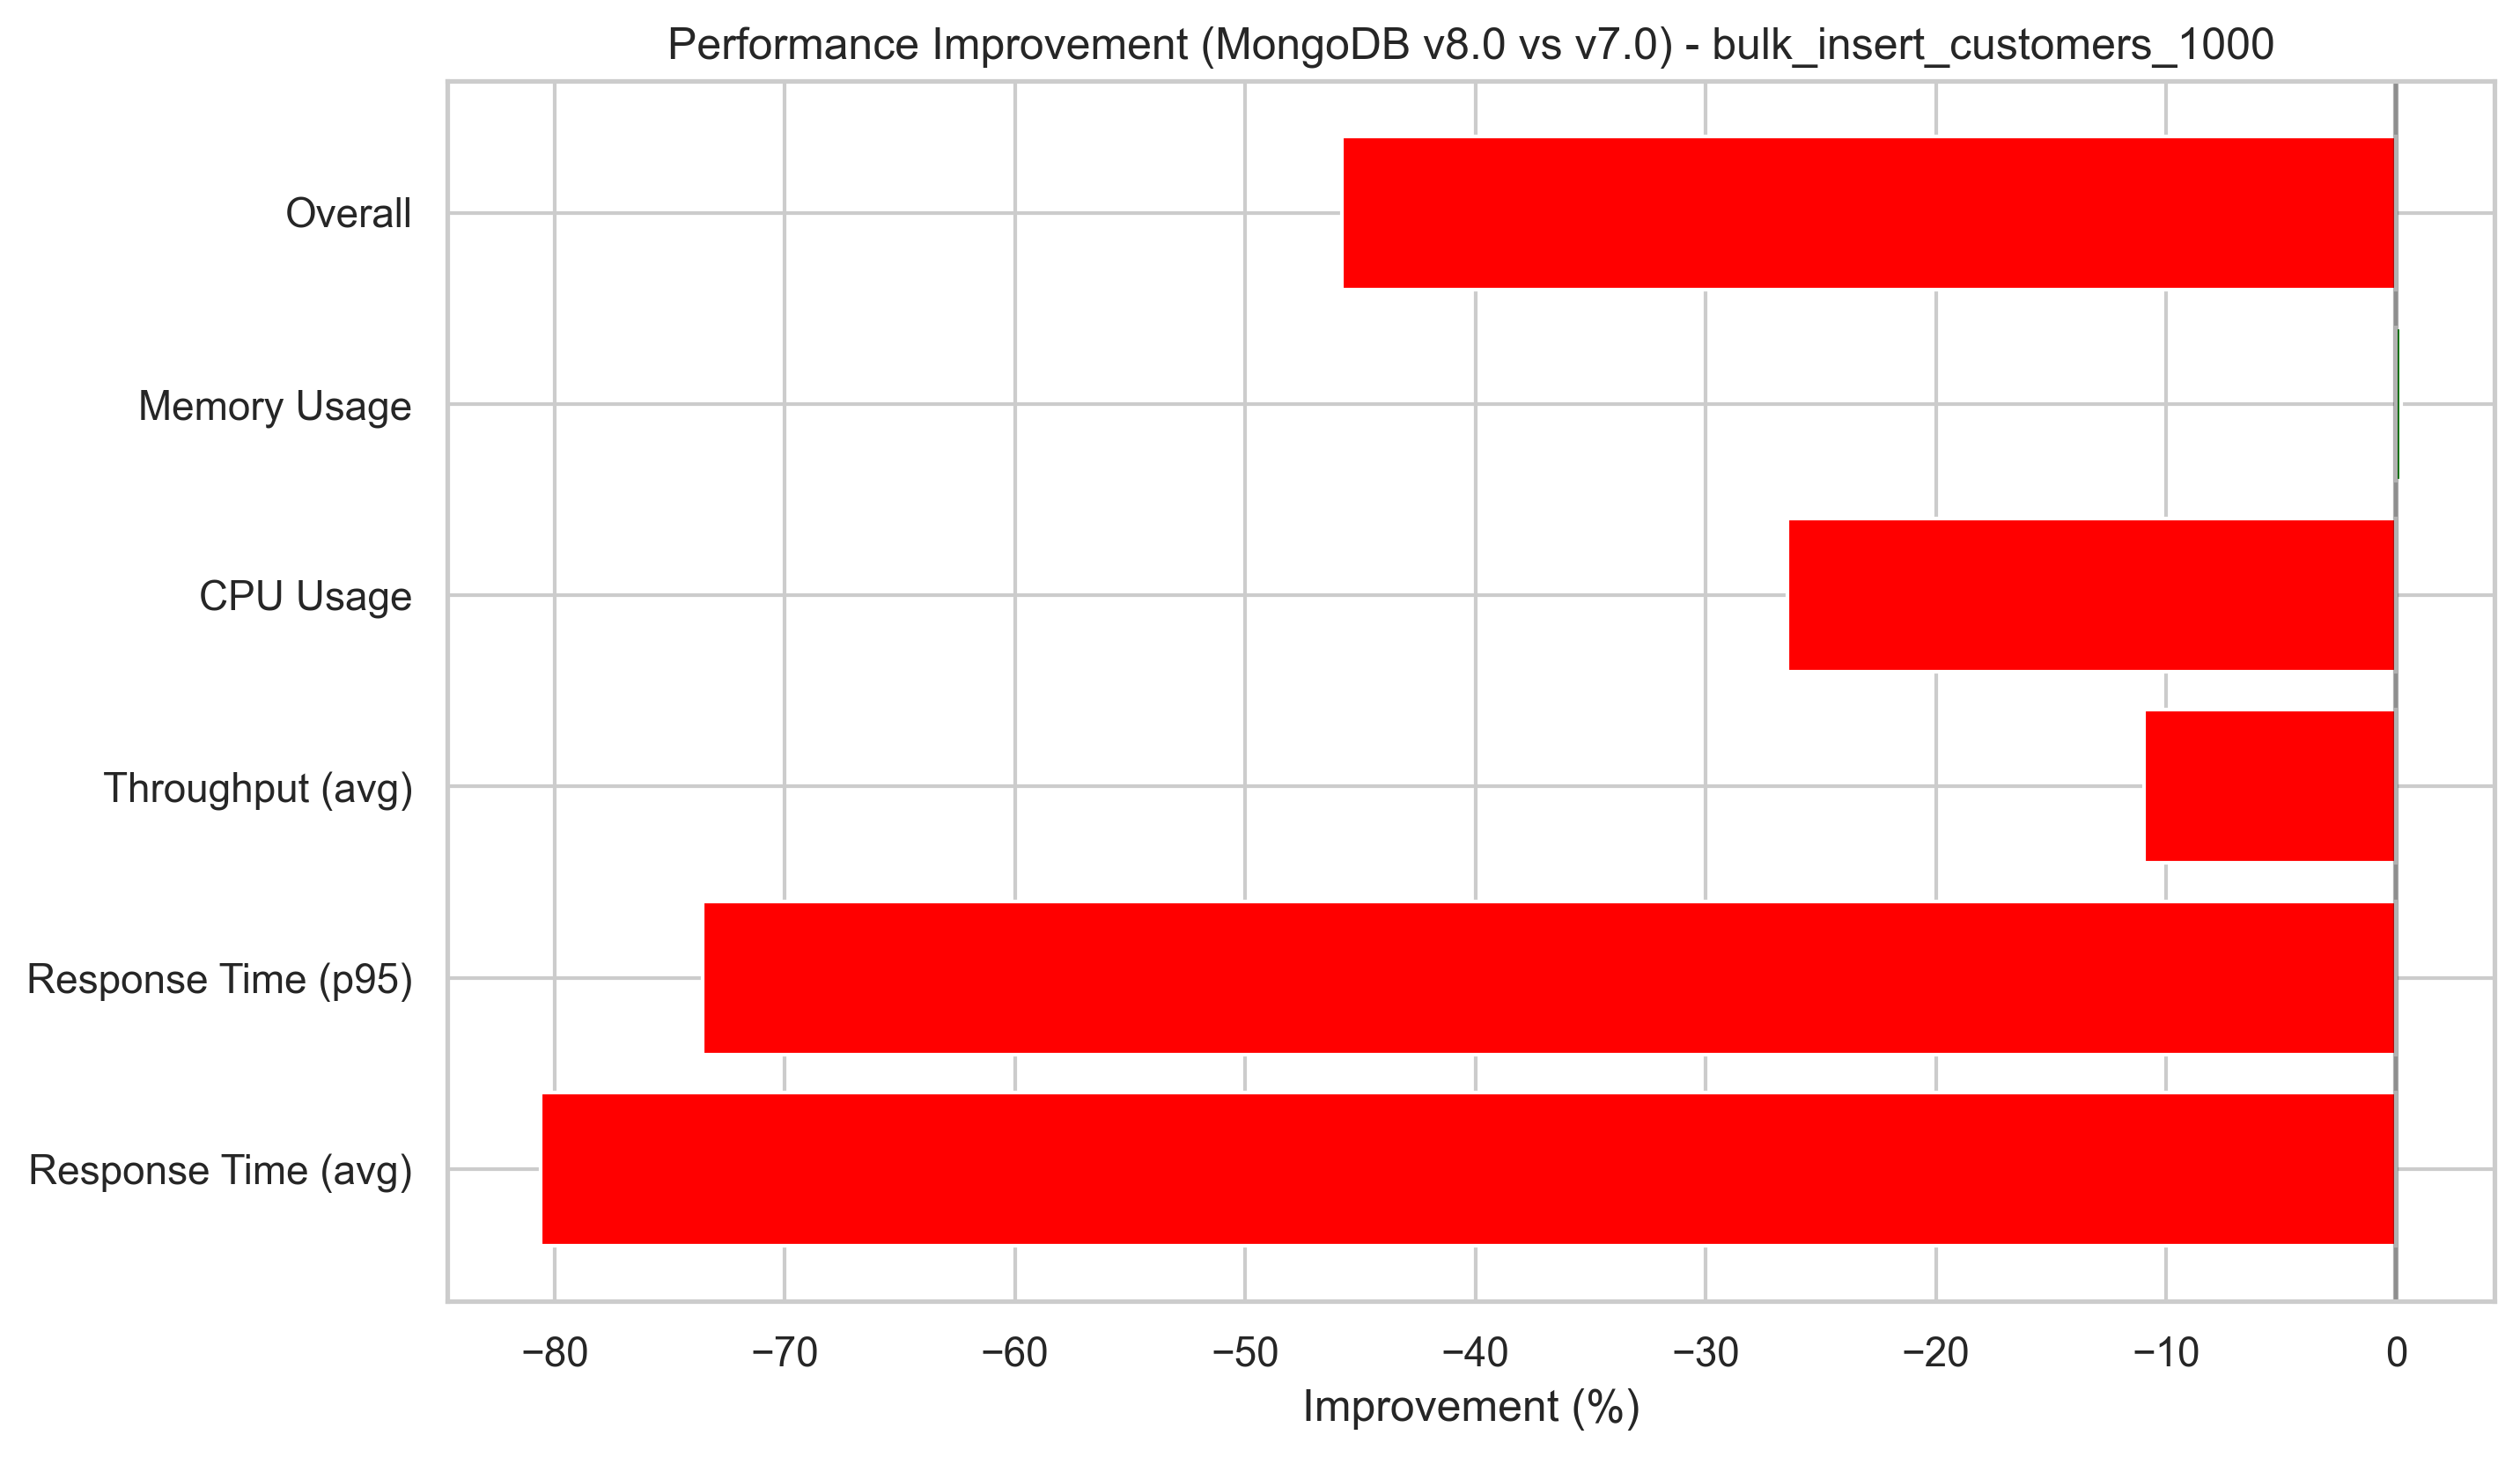 Performance Improvement (MongoDB v8.0 vs v7.0) - bulk_insert_customers_1000
Overall
Memory Usage
CPU Usage
Throughput (avg)
Response Time (p95)
Response Time (avg)
−80 −70 −60 −50 −40 −30 −20 −10 0
Improvement (%)